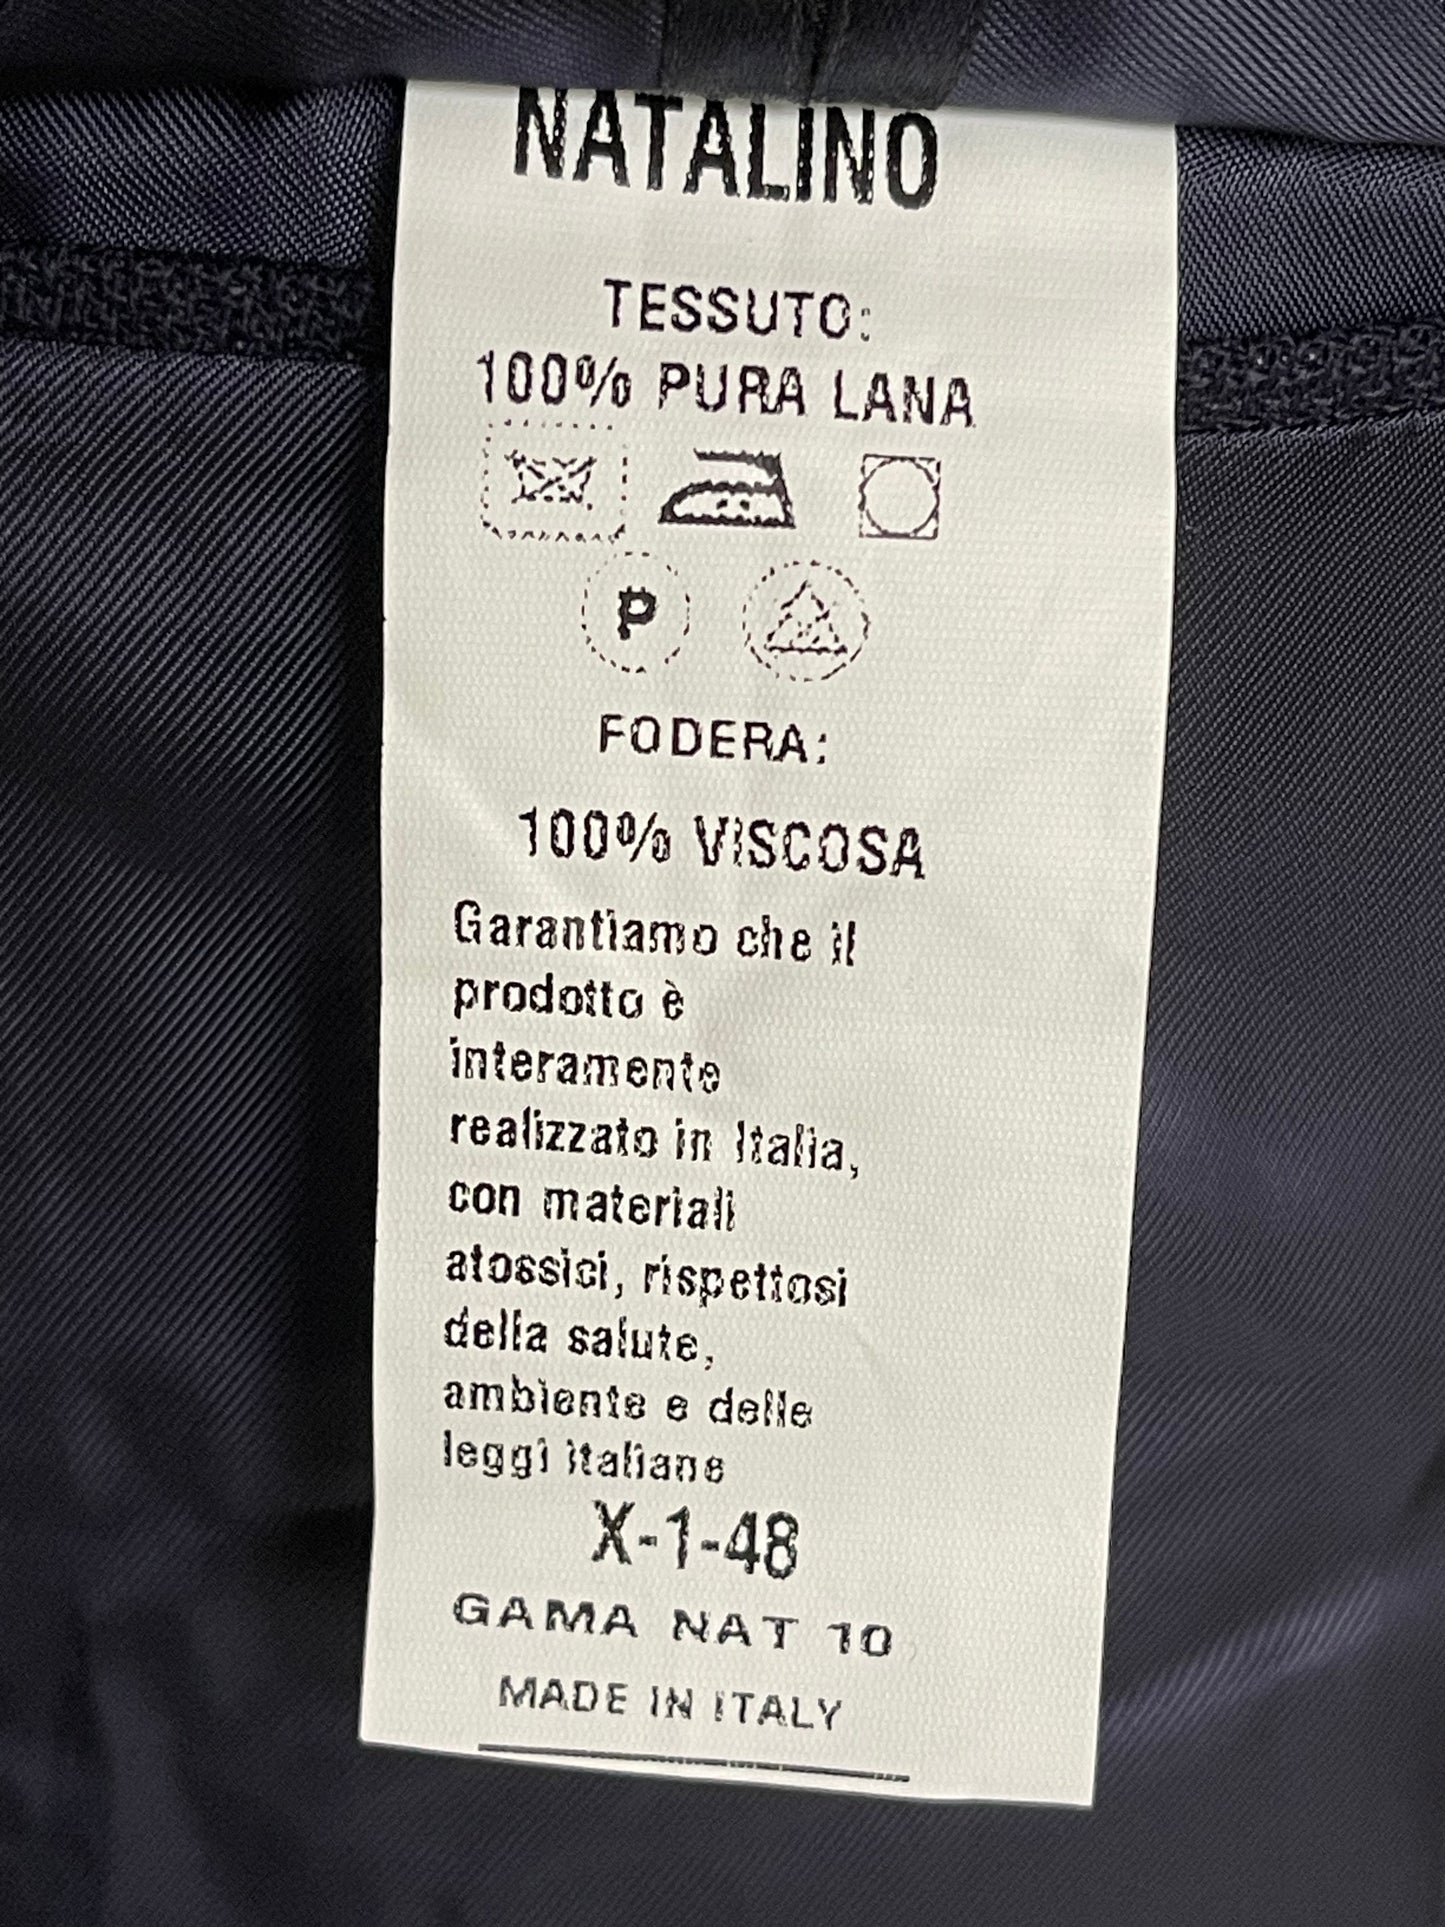 NATALINO
TESSUTO:
100% PURA LANA
P
FODERA:
100% VISCOSA
Garantiamo che il
prodotto è
interamente
realizzato in Italia,
con materiali
atossici, rispettosi
della salute,
ambiente e delle
leggi italiane
X-1-48
GAMA NAT 10
MADE IN ITALY